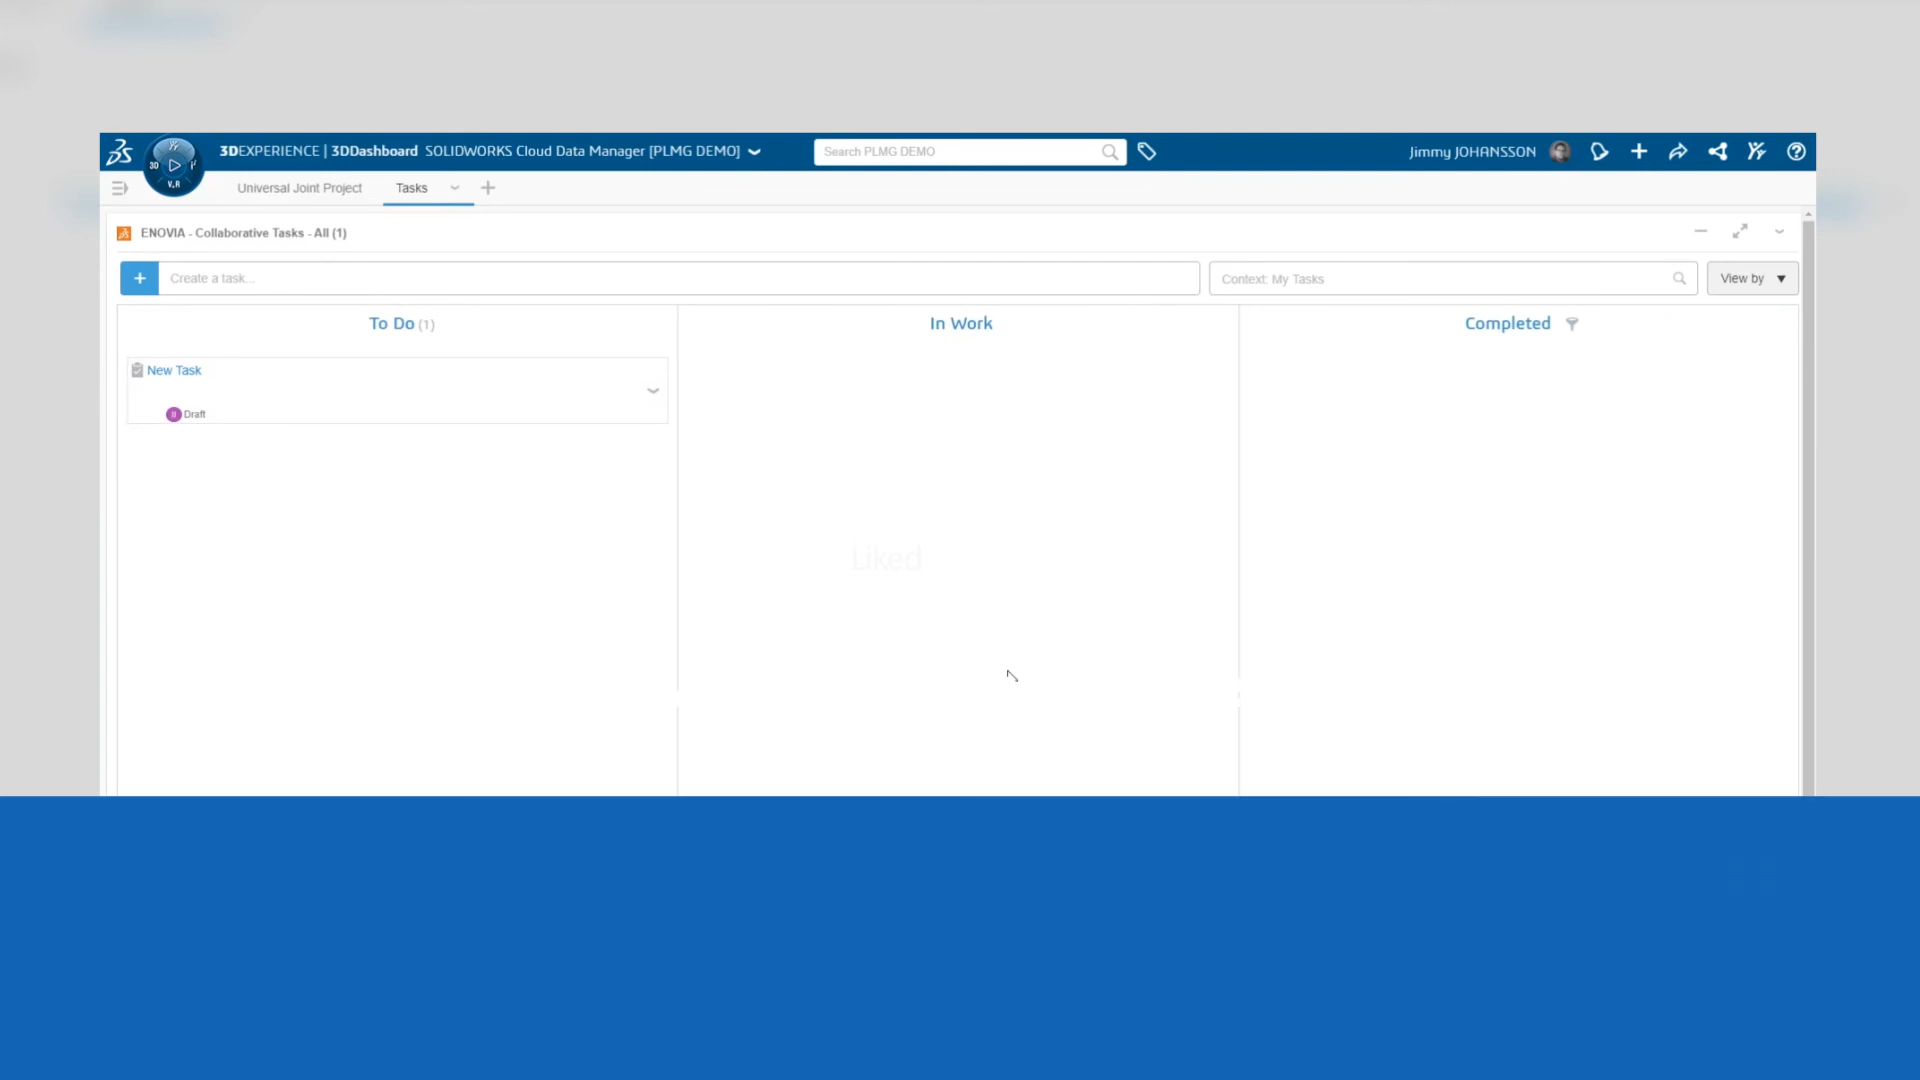 3DEXPERIENCE | 3DDashboard SOLIDWORKS Cloud Data Manager [PLMG DEMO]
Search PLMG DEMO
Jimmy JOHANSSON
3D
V.R
Universal Joint Project
Tasks
ENOVIA - Collaborative Tasks - All (1)
Create a task...
Context: My Tasks
View by
To Do (1)
In Work
Completed
New Task
Draft
Liked